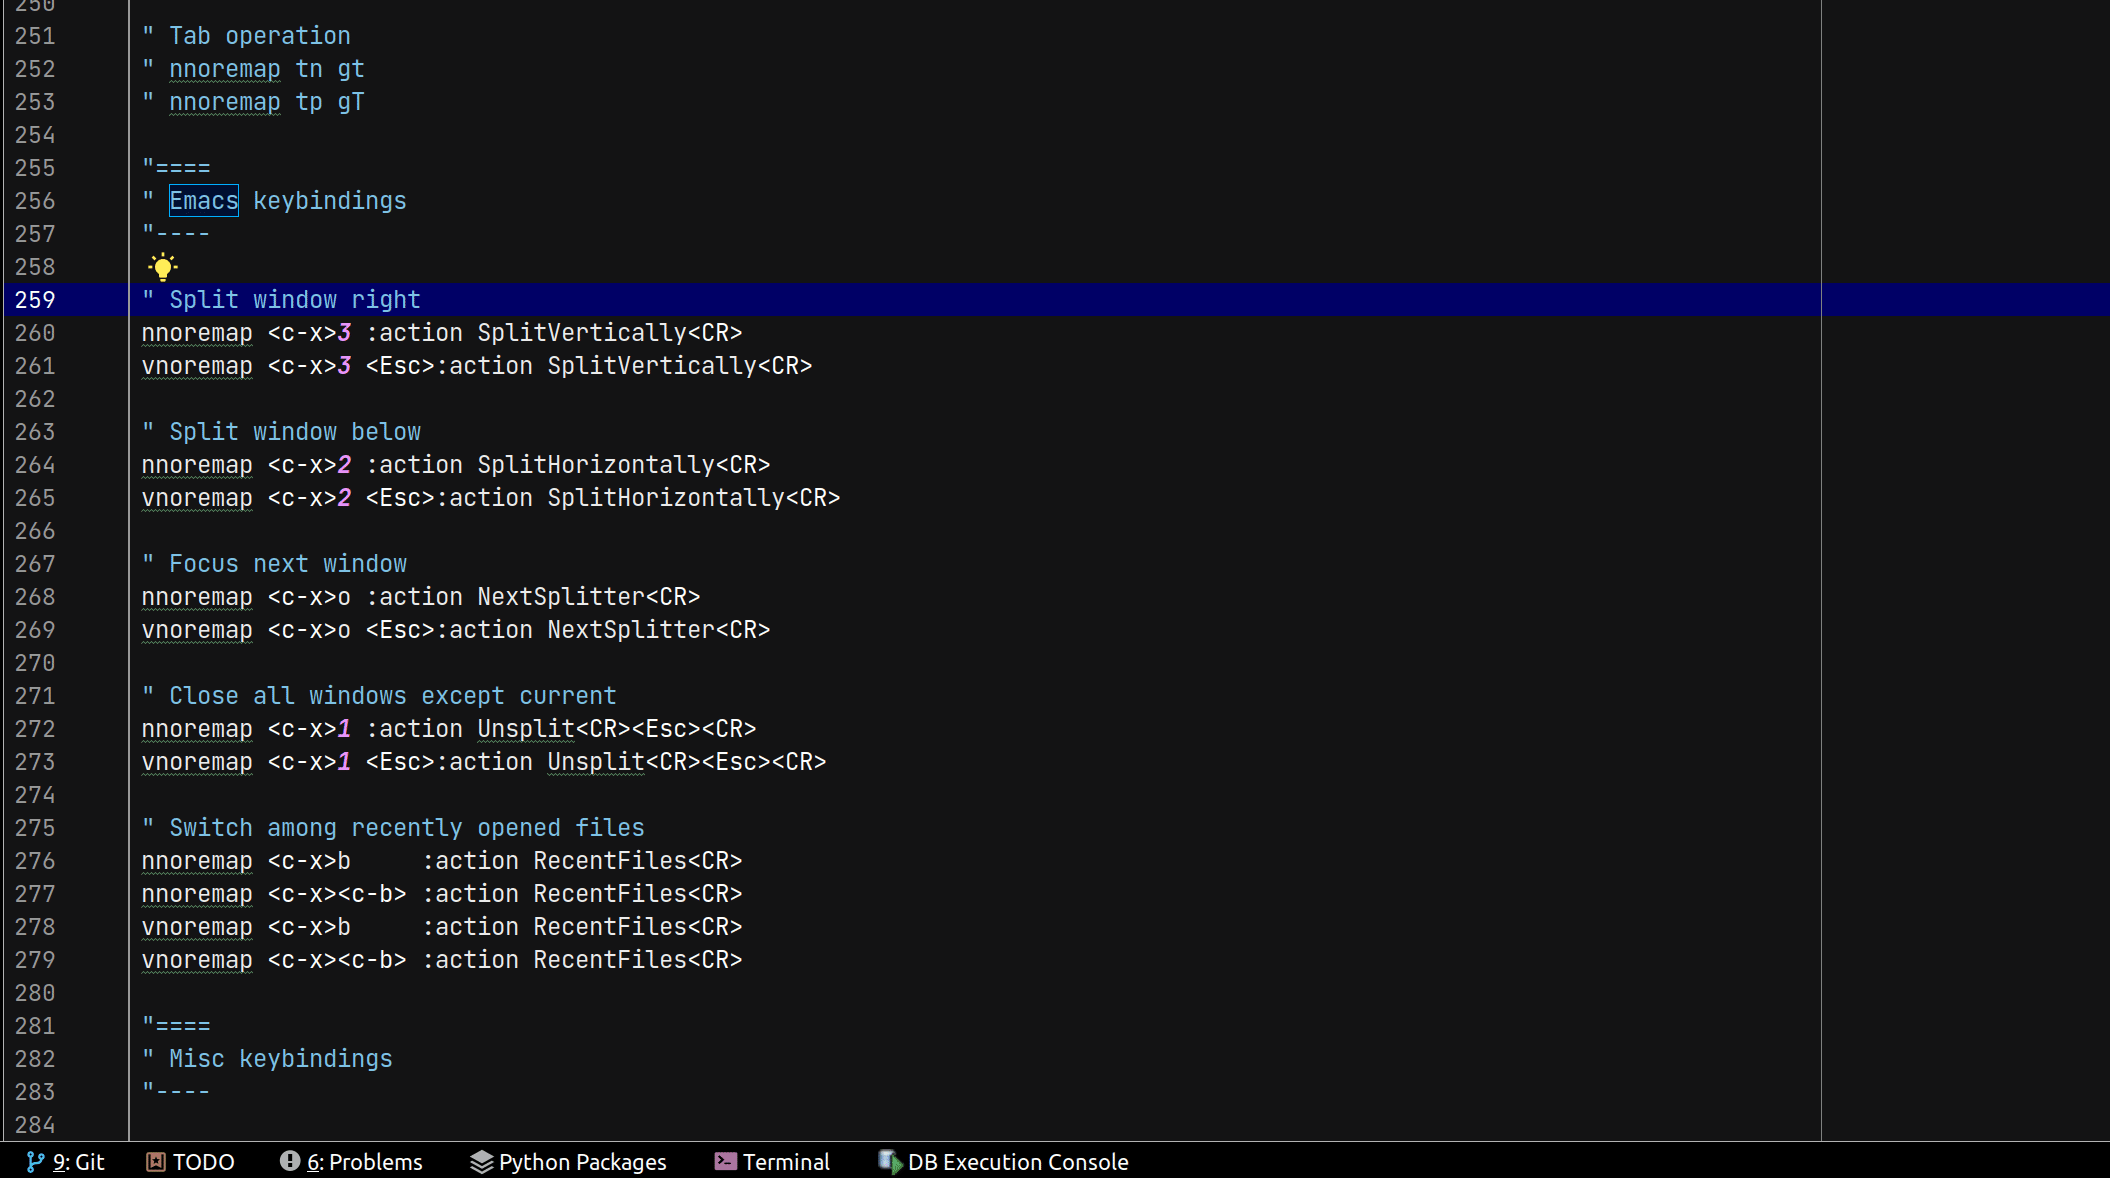 250
251 " Tab operation
252 " nnoremap tn gt
253 " nnoremap tp gT
254
255 "====
256 " Emacs keybindings
257 "----
258
259 " Split window right
260 nnoremap <c-x>3 :action SplitVertically<CR>
261 vnoremap <c-x>3 <Esc>:action SplitVertically<CR>
262
263 " Split window below
264 nnoremap <c-x>2 :action SplitHorizontally<CR>
265 vnoremap <c-x>2 <Esc>:action SplitHorizontally<CR>
266
267 " Focus next window
268 nnoremap <c-x>o :action NextSplitter<CR>
269 vnoremap <c-x>o <Esc>:action NextSplitter<CR>
270
271 " Close all windows except current
272 nnoremap <c-x>1 :action Unsplit<CR><Esc><CR>
273 vnoremap <c-x>1 <Esc>:action Unsplit<CR><Esc><CR>
274
275 " Switch among recently opened files
276 nnoremap <c-x>b     :action RecentFiles<CR>
277 nnoremap <c-x><c-b> :action RecentFiles<CR>
278 vnoremap <c-x>b     :action RecentFiles<CR>
279 vnoremap <c-x><c-b> :action RecentFiles<CR>
280
281 "====
282 " Misc keybindings
283 "----
284
9: Git TODO 6: Problems Python Packages Terminal DB Execution Console